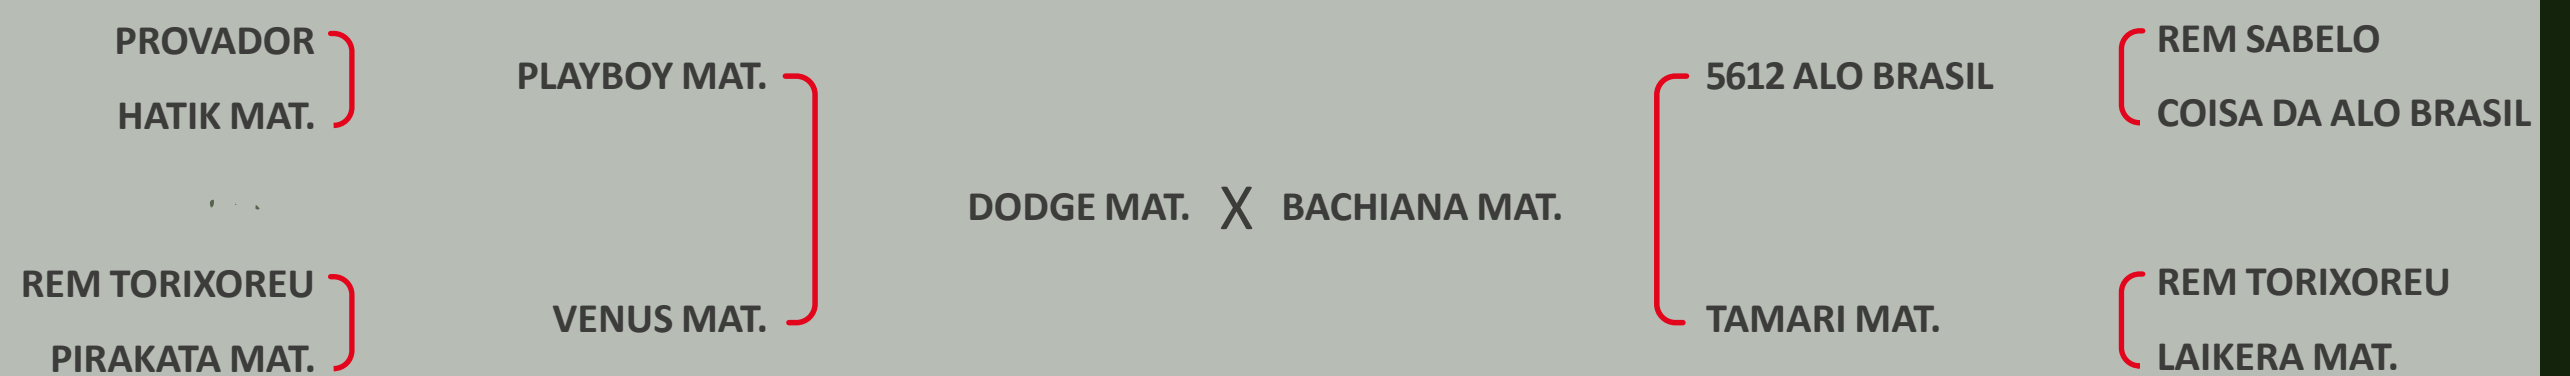 PROVADOR
HATIK MAT.
PLAYBOY MAT.
REM TORIXOREU
PIRAKATA MAT.
VENUS MAT.
DODGE MAT. X BACHIANA MAT.
5612 ALO BRASIL
REM SABELO
COISA DA ALO BRASIL
TAMARI MAT.
REM TORIXOREU
LAIKERA MAT.